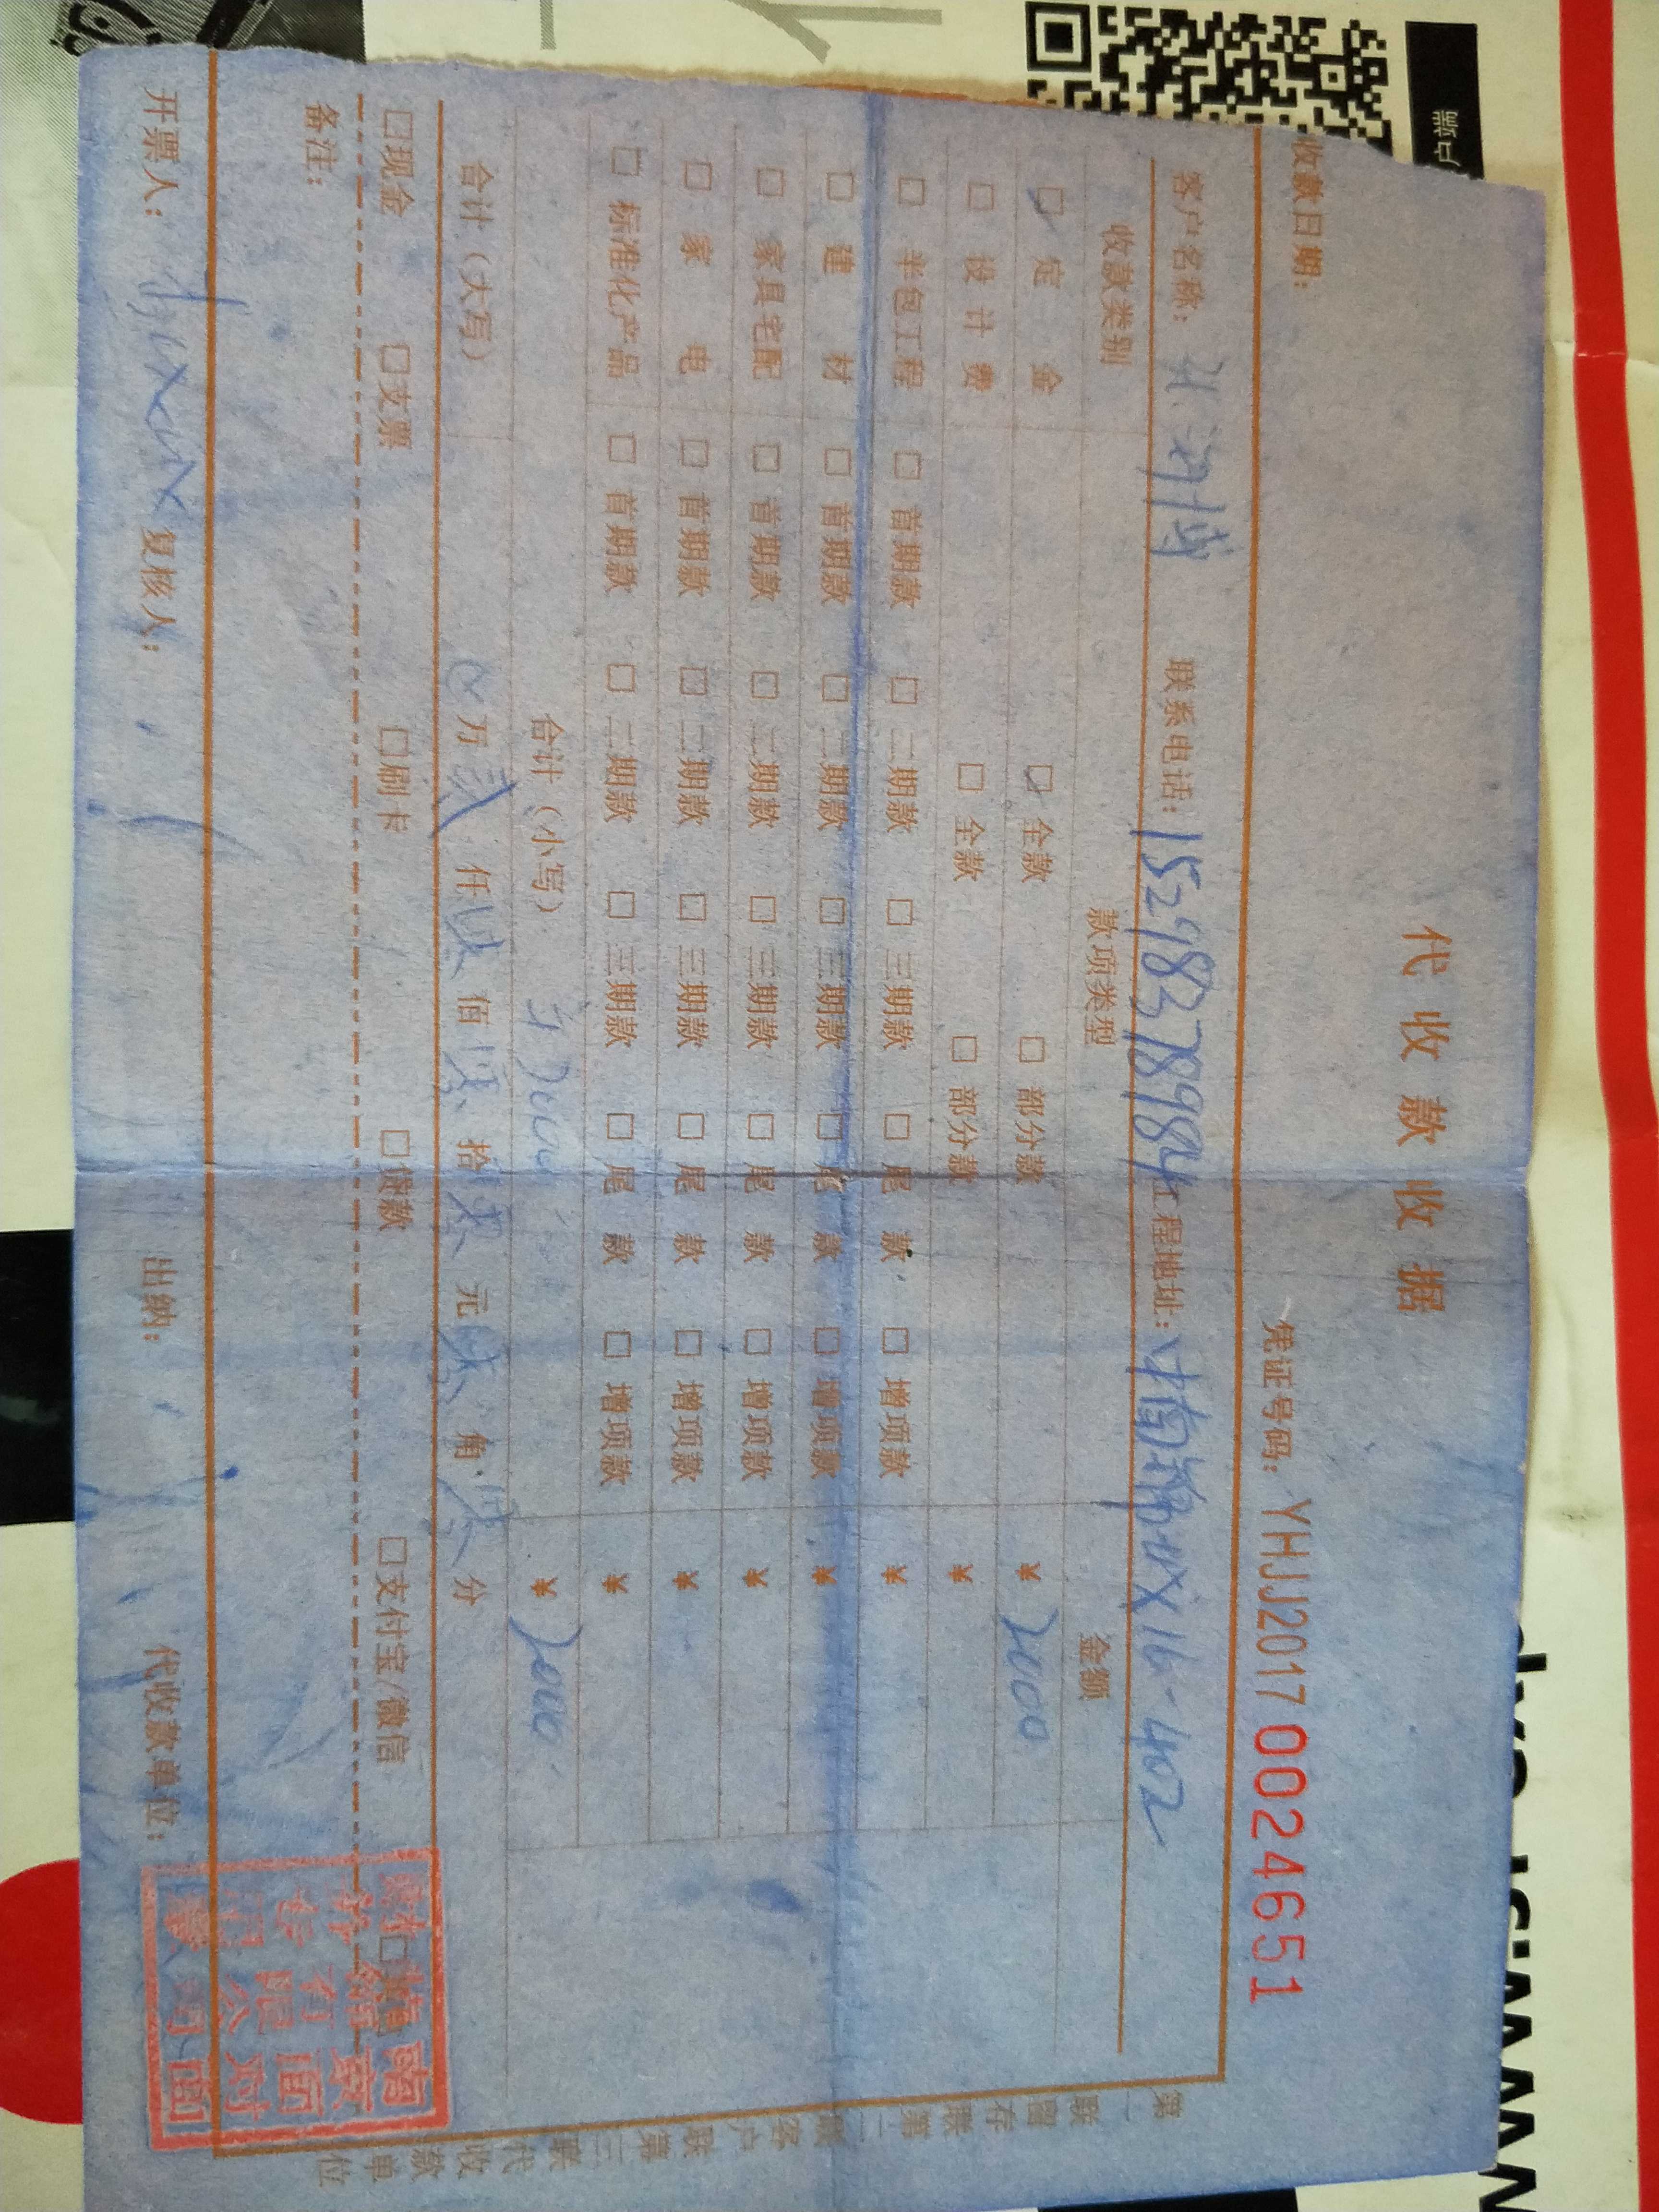 代收款收据
收款日期： 凭证号码：YHJJ2017 0024651
客户名称： 联系电话：15298378984 工程地址： 16-402
收款类别 款项类型 金额
☑ 定金 ☑ 全款 □ 部分款 ¥ 2000
□ 设计费 □ 全款 □ 部分款 ¥
□ 半包工程 □ 首期款 □ 二期款 □ 三期款 □ 尾款 □ 增项款 ¥
□ 建材 □ 首期款 □ 二期款 □ 三期款 □ 尾款 □ 增项款 ¥
□ 家具宅配 □ 首期款 □ 二期款 □ 三期款 □ 尾款 □ 增项款 ¥
□ 家电 □ 首期款 □ 二期款 □ 三期款 □ 尾款 □ 增项款 ¥
□ 标准化产品 □ 首期款 □ 二期款 □ 三期款 □ 尾款 □ 增项款 ¥
合计（小写） ¥ 2000
合计（大写） 万 贰 仟 佰 拾 元 角 分
□现金 □支票 □刷卡 □贷款 □支付宝/微信
备注：
开票人： 复核人： 出纳： 代收款单位：
第一联留存联 第二联客户联 第三联代收款单位
户端